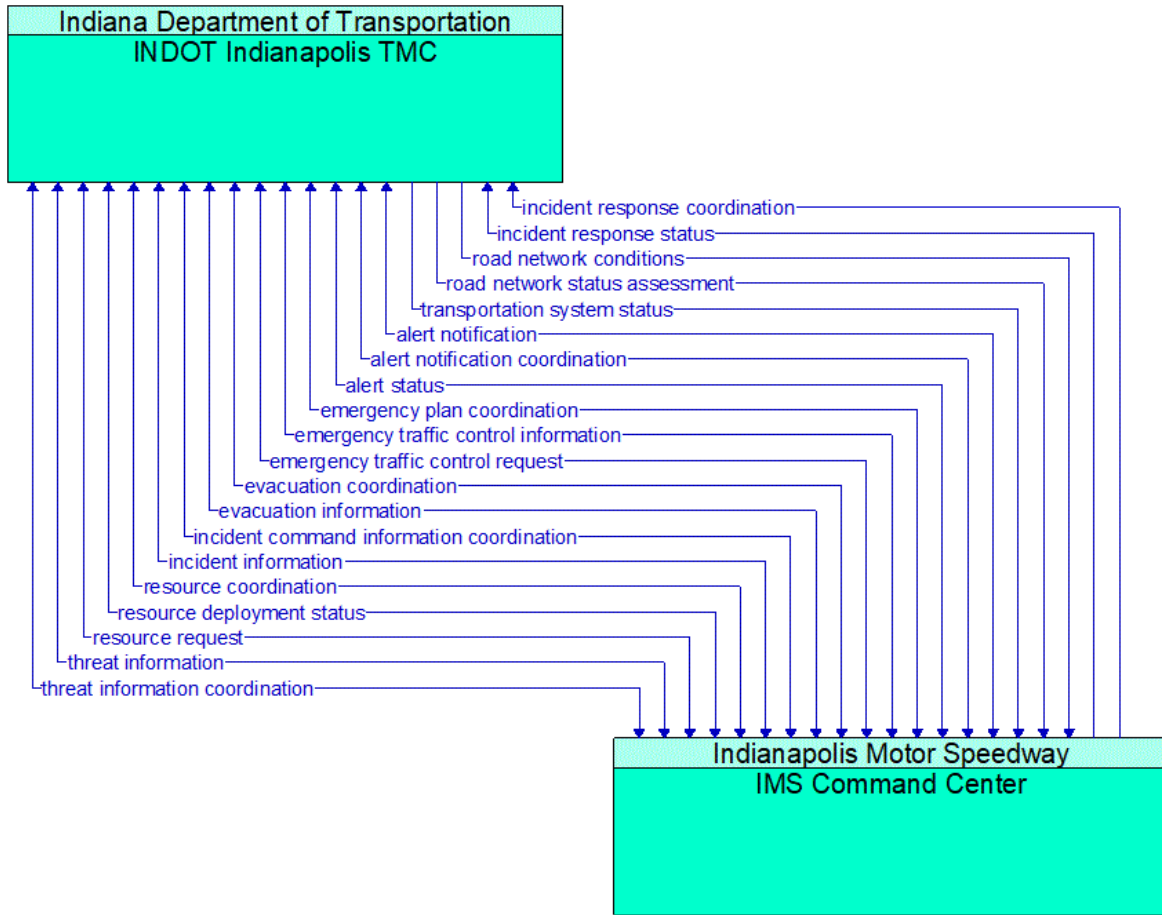 Indiana Department of Transportation
INDOT Indianapolis TMC
incident response coordination
incident response status
road network conditions
road network status assessment
transportation system status
alert notification
alert notification coordination
alert status
emergency plan coordination
emergency traffic control information
emergency traffic control request
evacuation coordination
evacuation information
incident command information coordination
incident information
resource coordination
resource deployment status
resource request
threat information
threat information coordination
Indianapolis Motor Speedway
IMS Command Center